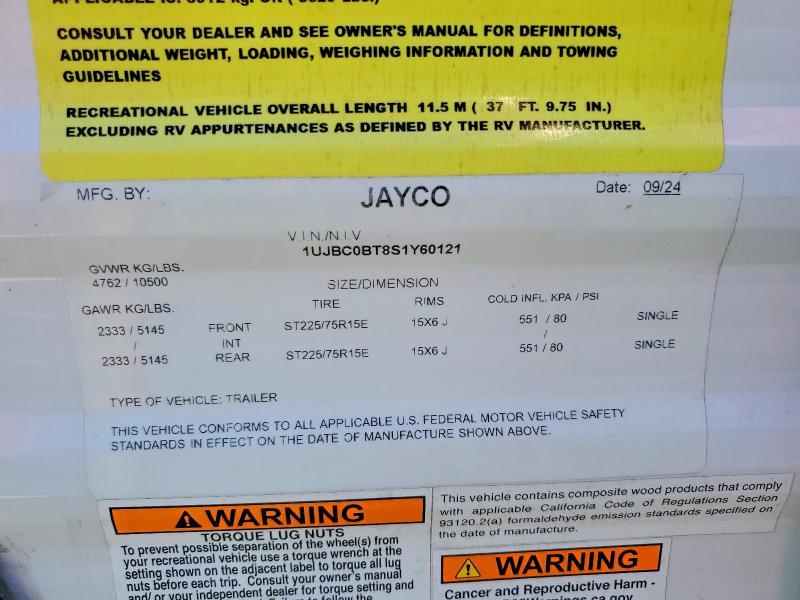 CONSULT YOUR DEALER AND SEE OWNER'S MANUAL FOR DEFINITIONS,
ADDITIONAL WEIGHT, LOADING, WEIGHING INFORMATION AND TOWING
GUIDELINES
RECREATIONAL VEHICLE OVERALL LENGTH 11.5 M ( 37 FT. 9.75 IN.)
EXCLUDING RV APPURTENANCES AS DEFINED BY THE RV MANUFACTURER.
MFG. BY: JAYCO Date: 09/24
V.I.N./N.I.V
1UJBC0BT8S1Y60121
GVWR KG/LBS.
4762 / 10500
SIZE/DIMENSION
GAWR KG/LBS. TIRE RIMS COLD INFL. KPA / PSI
2333 / 5145 FRONT ST225/75R15E 15X6 J 551 / 80 SINGLE
/ INT /
2333 / 5145 REAR ST225/75R15E 15X6 J 551 / 80 SINGLE
TYPE OF VEHICLE: TRAILER
THIS VEHICLE CONFORMS TO ALL APPLICABLE U.S. FEDERAL MOTOR VEHICLE SAFETY
STANDARDS IN EFFECT ON THE DATE OF MANUFACTURE SHOWN ABOVE.
WARNING
TORQUE LUG NUTS
To prevent possible separation of the wheel(s) from
your recreational vehicle use a torque wrench at the
setting shown on the adjacent label to torque all lug
nuts before each trip. Consult your owner's manual
and/ or your independent dealer for torque setting and
This vehicle contains composite wood products that comply
with applicable California Code of Regulations Section
93120.2(a) formaldehyde emission standards specified on
the date of manufacture.
WARNING
Cancer and Reproductive Harm -